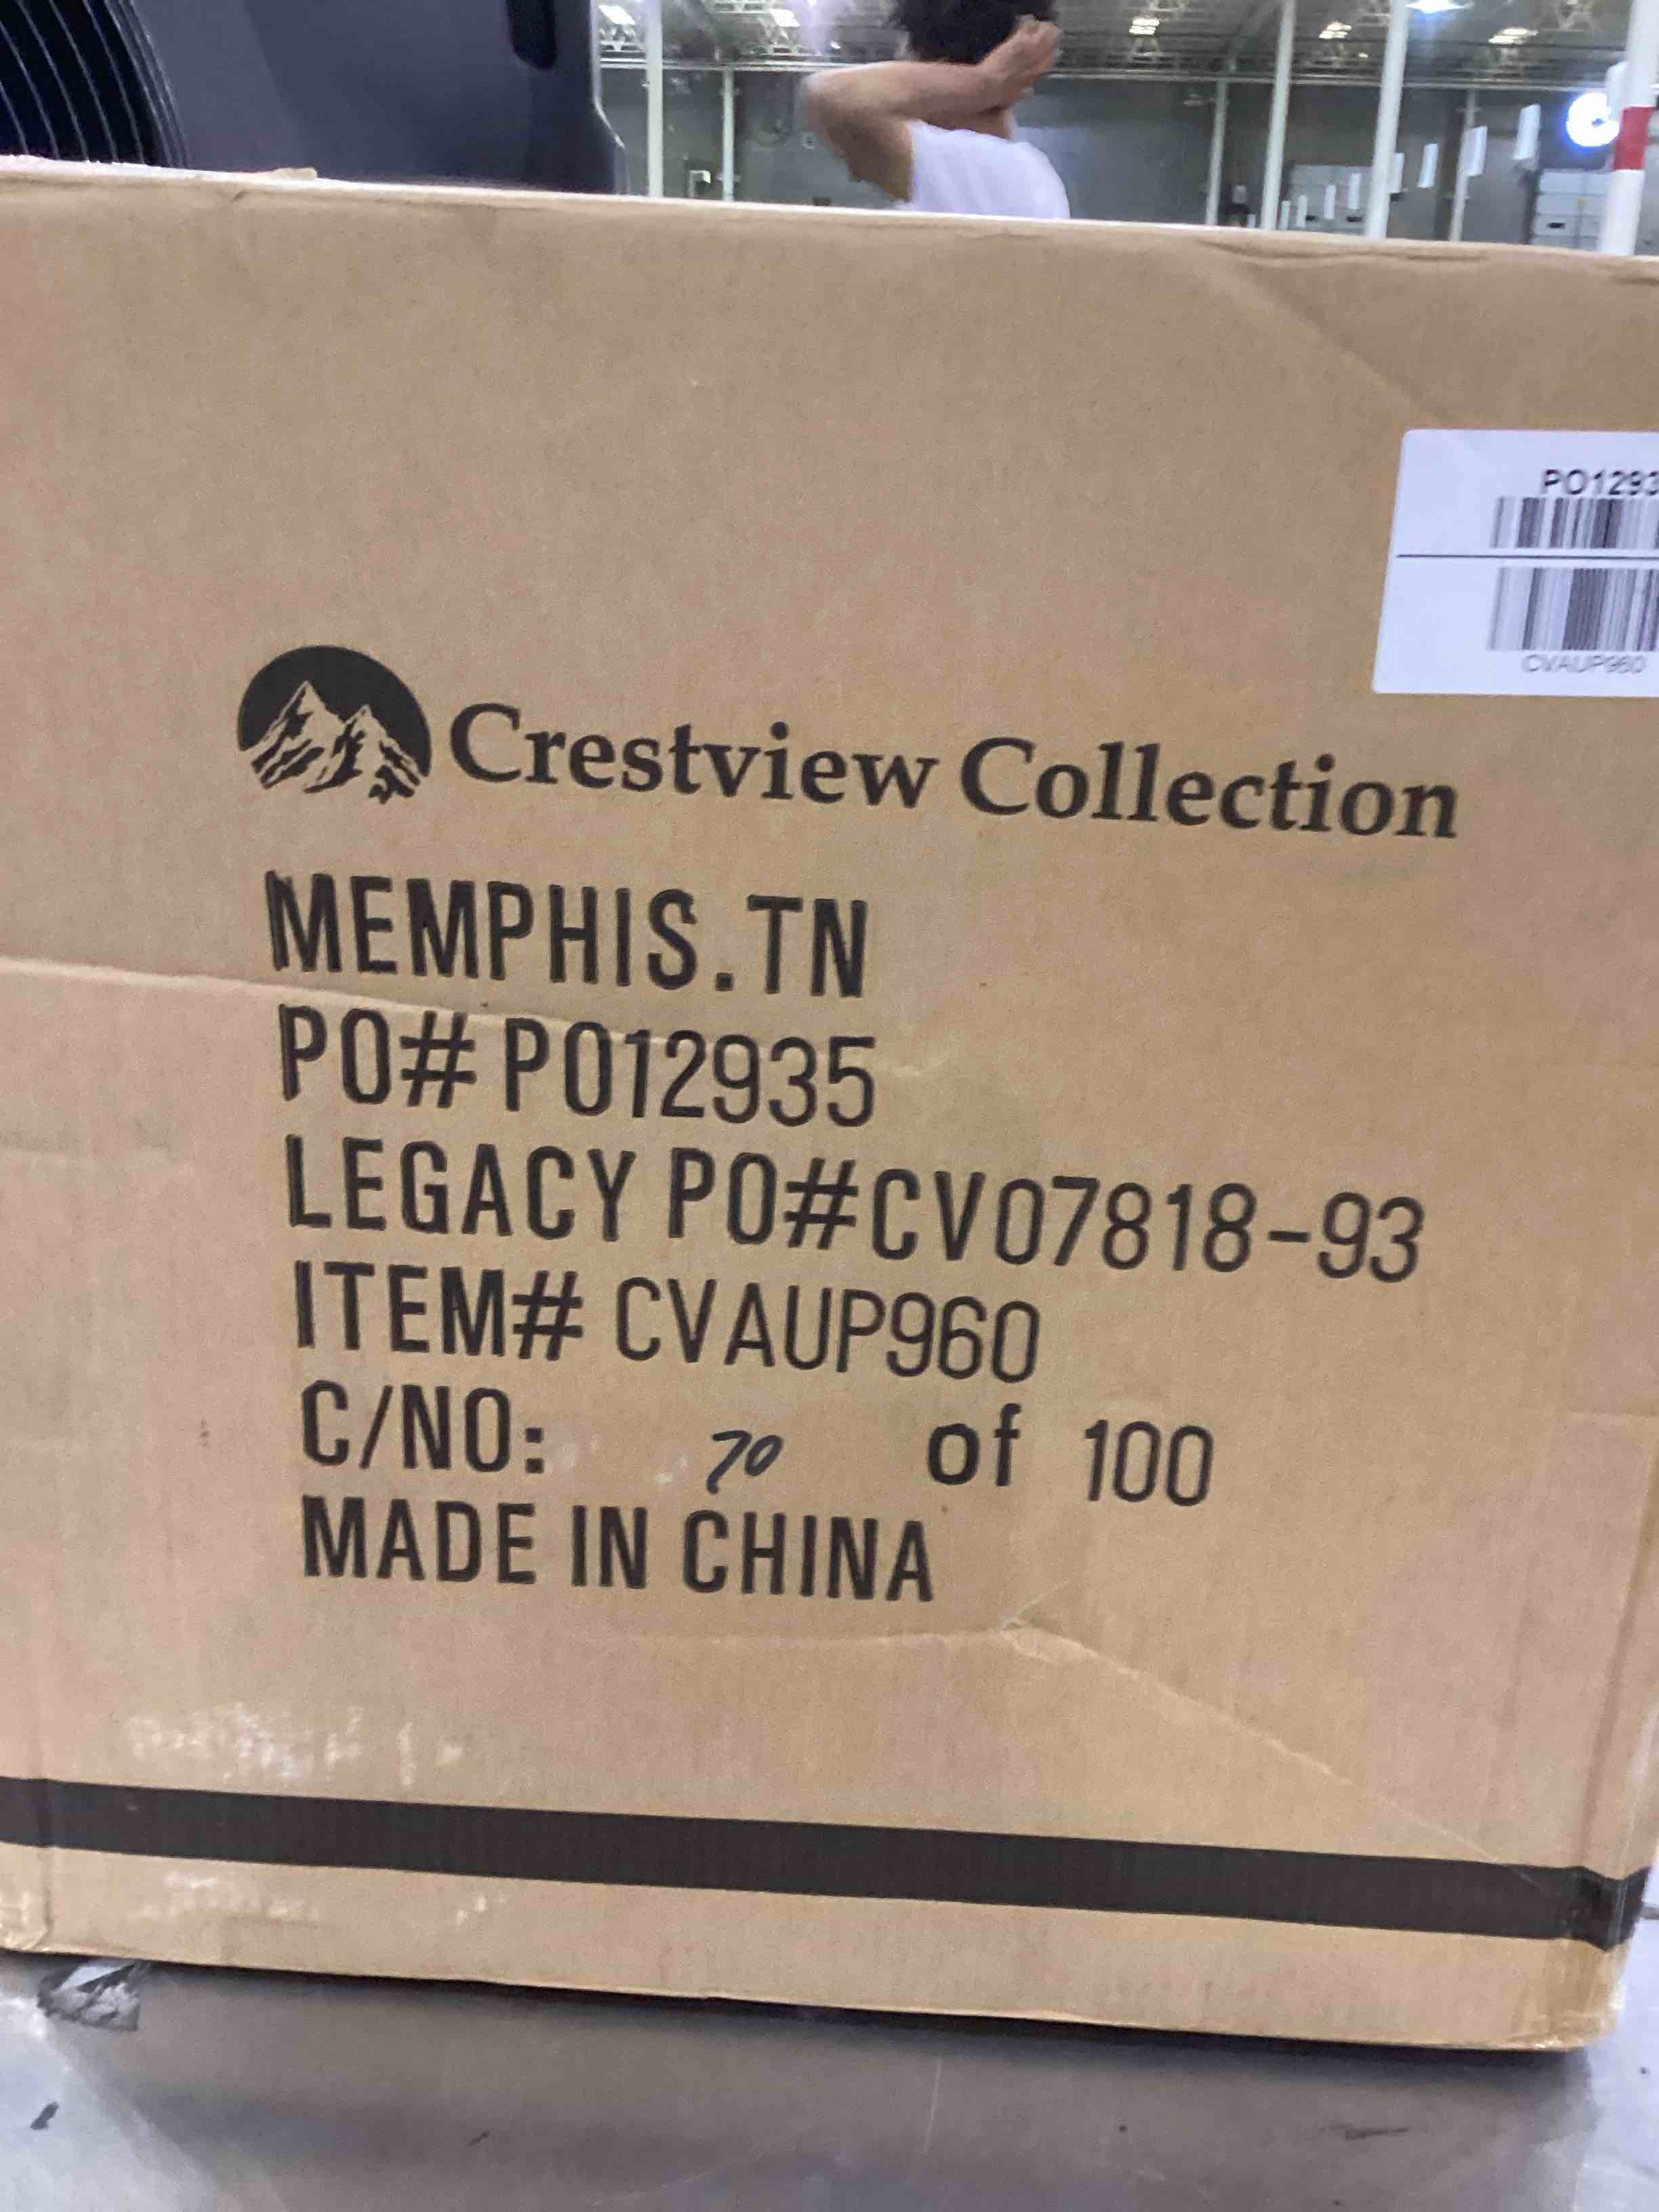 PO1293
CVAUP960
Crestview Collection
MEMPHIS.TN
PO# PO12935
LEGACY PO#CV07818-93
ITEM# CVAUP960
C/NO: 70 of 100
MADE IN CHINA